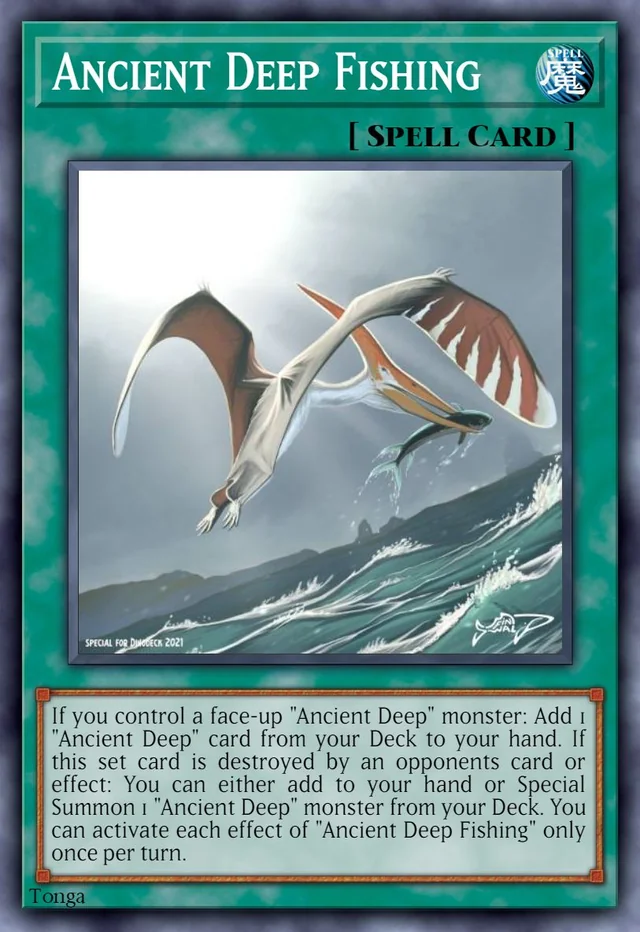 Ancient Deep Fishing
SPELL
魔
[ Spell Card ]
Special for Dinodeck 2021
If you control a face-up "Ancient Deep" monster: Add 1
"Ancient Deep" card from your Deck to your hand. If
this set card is destroyed by an opponents card or
effect: You can either add to your hand or Special
Summon 1 "Ancient Deep" monster from your Deck. You
can activate each effect of "Ancient Deep Fishing" only
once per turn.
Tonga